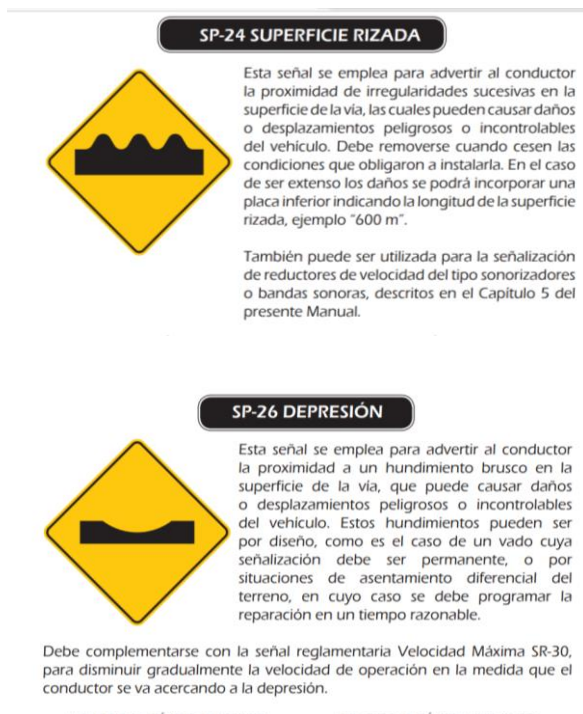 SP-24 SUPERFICIE RIZADA
Esta señal se emplea para advertir al conductor
la proximidad de irregularidades sucesivas en la
superficie de la vía, las cuales pueden causar daños
o desplazamientos peligrosos o incontrolables
del vehículo. Debe removerse cuando cesen las
condiciones que obligaron a instalarla. En el caso
de ser extenso los daños se podrá incorporar una
placa inferior indicando la longitud de la superficie
rizada, ejemplo "600 m".
También puede ser utilizada para la señalización
de reductores de velocidad del tipo sonorizadores
o bandas sonoras, descritos en el Capítulo 5 del
presente Manual.
SP-26 DEPRESIÓN
Esta señal se emplea para advertir al conductor
la proximidad a un hundimiento brusco en la
superficie de la vía, que puede causar daños
o desplazamientos peligrosos o incontrolables
del vehículo. Estos hundimientos pueden ser
por diseño, como es el caso de un vado cuya
señalización debe ser permanente, o por
situaciones de asentamiento diferencial del
terreno, en cuyo caso se debe programar la
reparación en un tiempo razonable.
Debe complementarse con la señal reglamentaria Velocidad Máxima SR-30,
para disminuir gradualmente la velocidad de operación en la medida que el
conductor se va acercando a la depresión.